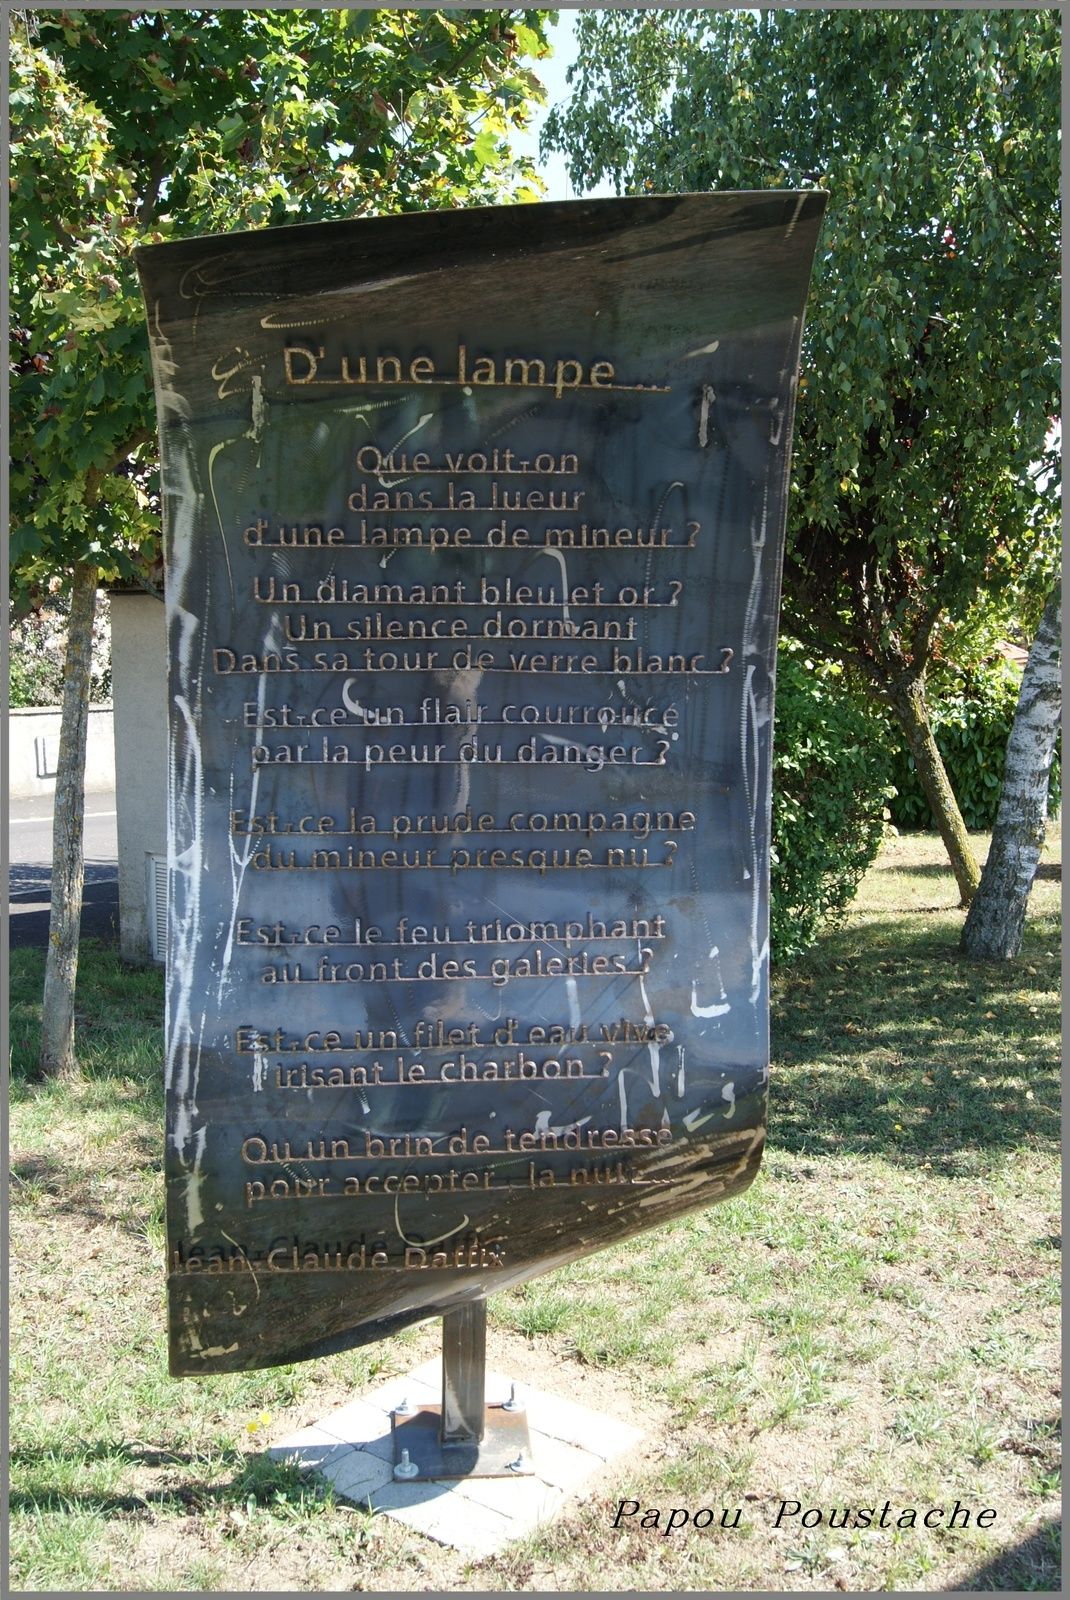 D'une lampe ...
Que voit-on
dans la lueur
d'une lampe de mineur ?
Un diamant bleu et or ?
Un silence dormant
Dans sa tour de verre blanc ?
Est-ce un flair courroucé
par la peur du danger ?
Est-ce la prude compagne
du mineur presque nu ?
Est-ce le feu triomphant
au front des galeries ?
Est-ce un filet d'eau vive
irisant le charbon ?
Ou un brin de tendresse
pour accepter la nuit...
Jean-Claude Daffix
Papou Poustache